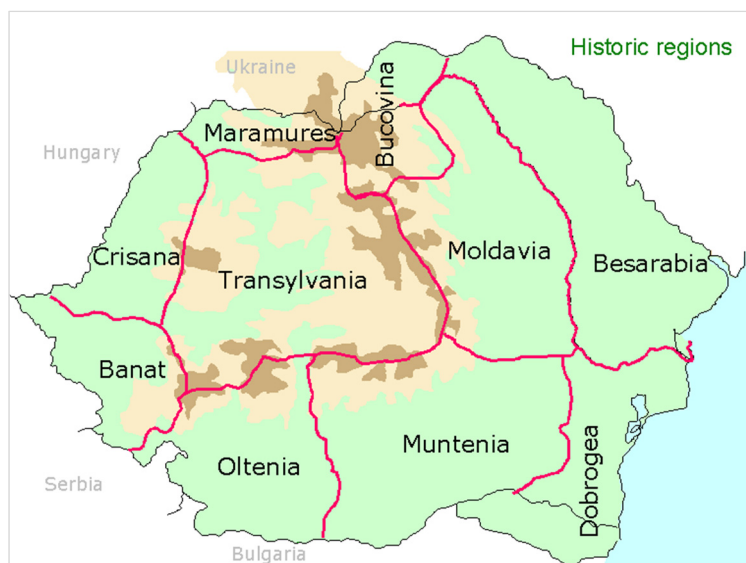 Historic regions
Ukraine
Bucovina
Maramures
Hungary
Moldavia
Crisana
Besarabia
Transylvania
Banat
Muntenia
Oltenia
Dobrogea
Serbia
Bulgaria